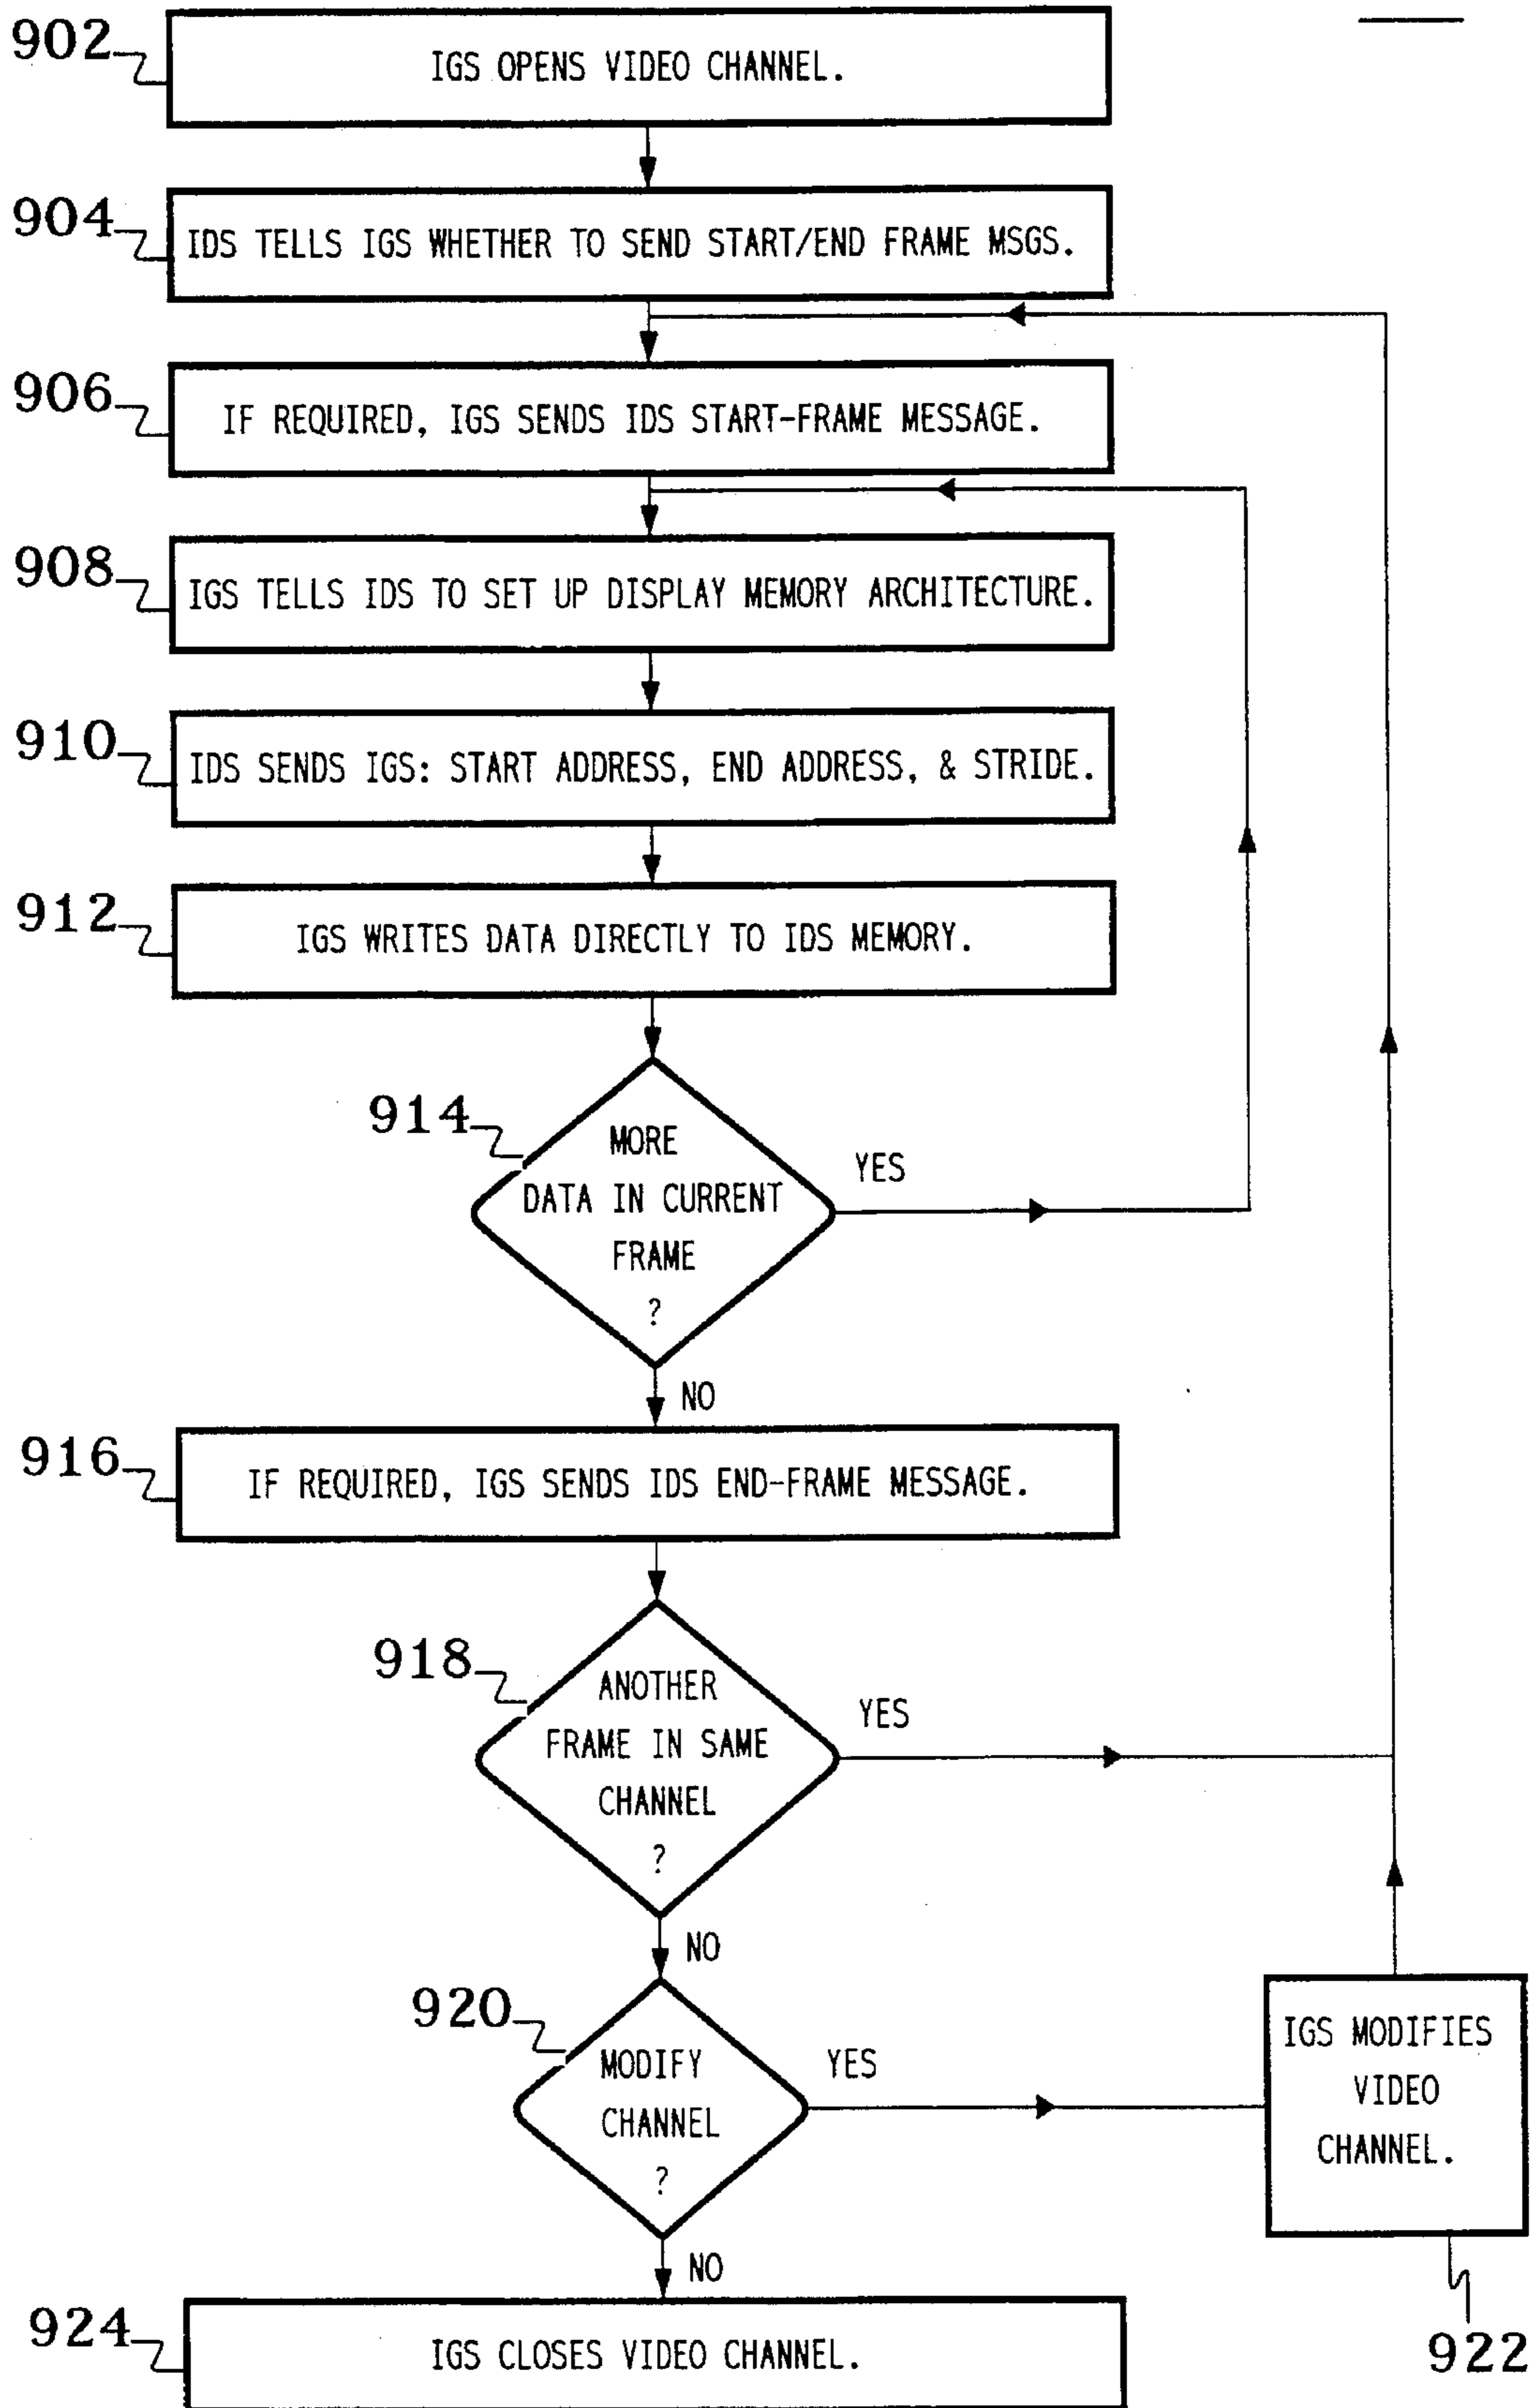 902
IGS OPENS VIDEO CHANNEL.
904
IDS TELLS IGS WHETHER TO SEND START/END FRAME MSGS.
906
IF REQUIRED, IGS SENDS IDS START-FRAME MESSAGE.
908
IGS TELLS IDS TO SET UP DISPLAY MEMORY ARCHITECTURE.
910
IDS SENDS IGS: START ADDRESS, END ADDRESS, & STRIDE.
912
IGS WRITES DATA DIRECTLY TO IDS MEMORY.
914
MORE
DATA IN CURRENT
FRAME
?
YES
NO
916
IF REQUIRED, IGS SENDS IDS END-FRAME MESSAGE.
918
ANOTHER
FRAME IN SAME
CHANNEL
?
YES
NO
920
MODIFY
CHANNEL
?
YES
IGS MODIFIES
VIDEO
CHANNEL.
922
NO
924
IGS CLOSES VIDEO CHANNEL.